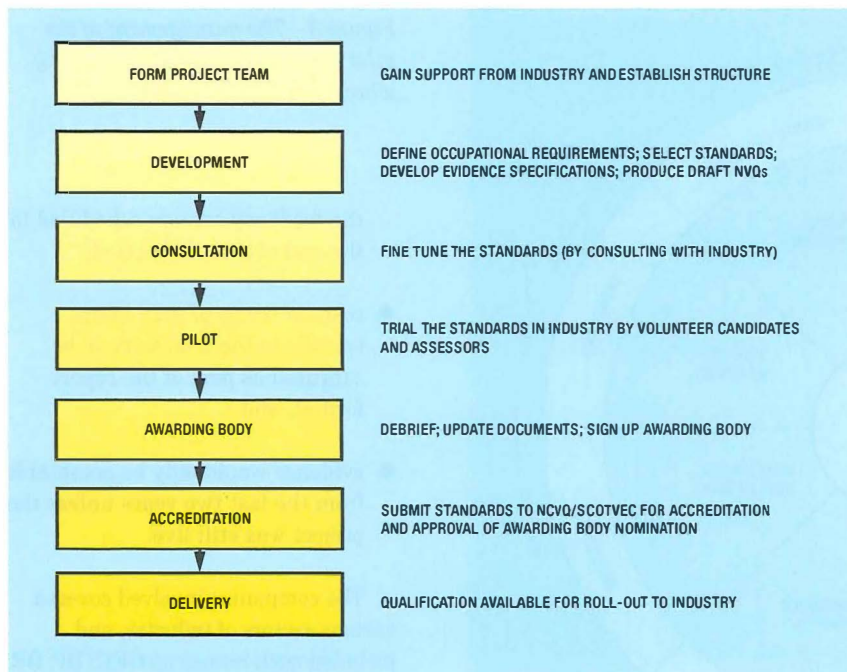 FORM PROJECT TEAM
GAIN SUPPORT FROM INDUSTRY AND ESTABLISH STRUCTURE
DEVELOPMENT
DEFINE OCCUPATIONAL REQUIREMENTS; SELECT STANDARDS;
DEVELOP EVIDENCE SPECIFICATIONS; PRODUCE DRAFT NVQs
CONSULTATION
FINE TUNE THE STANDARDS (BY CONSULTING WITH INDUSTRY)
PILOT
TRIAL THE STANDARDS IN INDUSTRY BY VOLUNTEER CANDIDATES
AND ASSESSORS
AWARDING BODY
DEBRIEF; UPDATE DOCUMENTS; SIGN UP AWARDING BODY
ACCREDITATION
SUBMIT STANDARDS TO NCVQ/SCOTVEC FOR ACCREDITATION
AND APPROVAL OF AWARDING BODY NOMINATION
DELIVERY
QUALIFICATION AVAILABLE FOR ROLL-OUT TO INDUSTRY